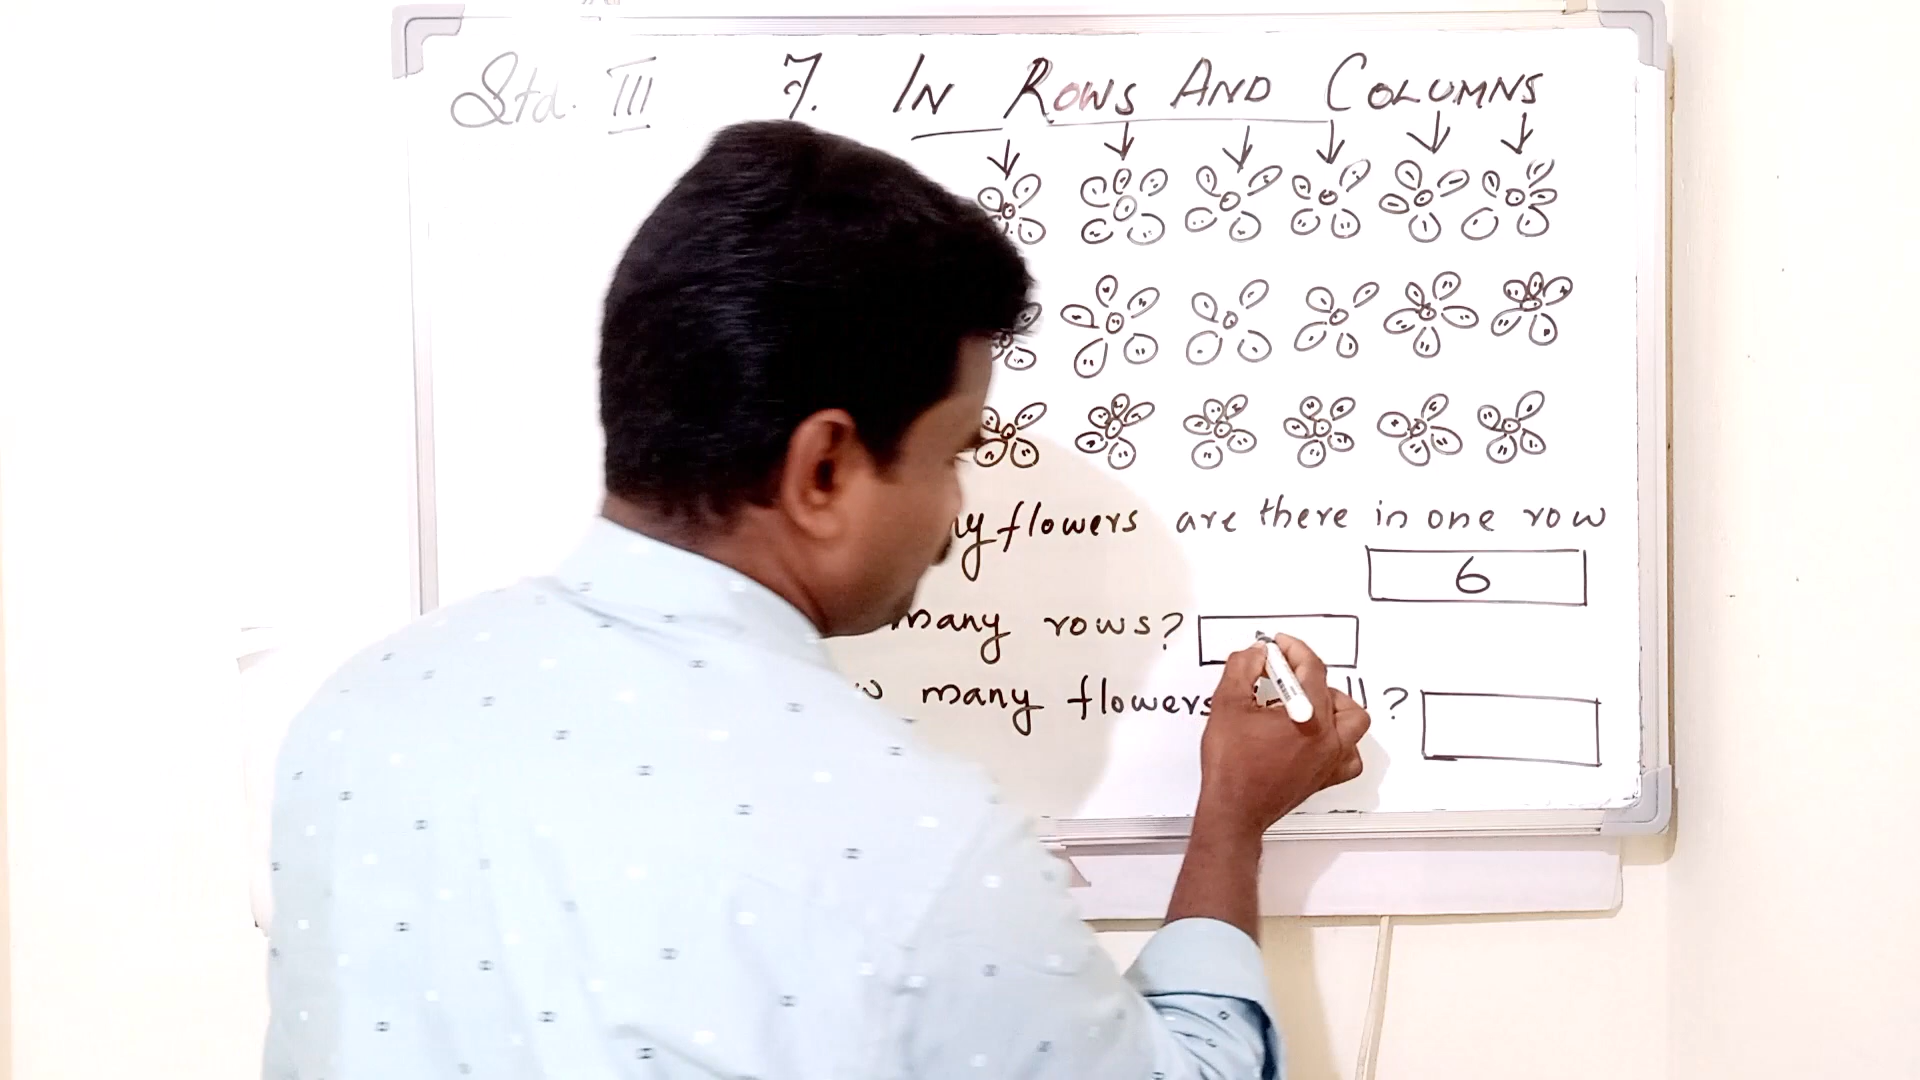 Std. III 7. IN ROWS AND COLUMNS
flowers are there in one row
6
many rows?
many flowers ?